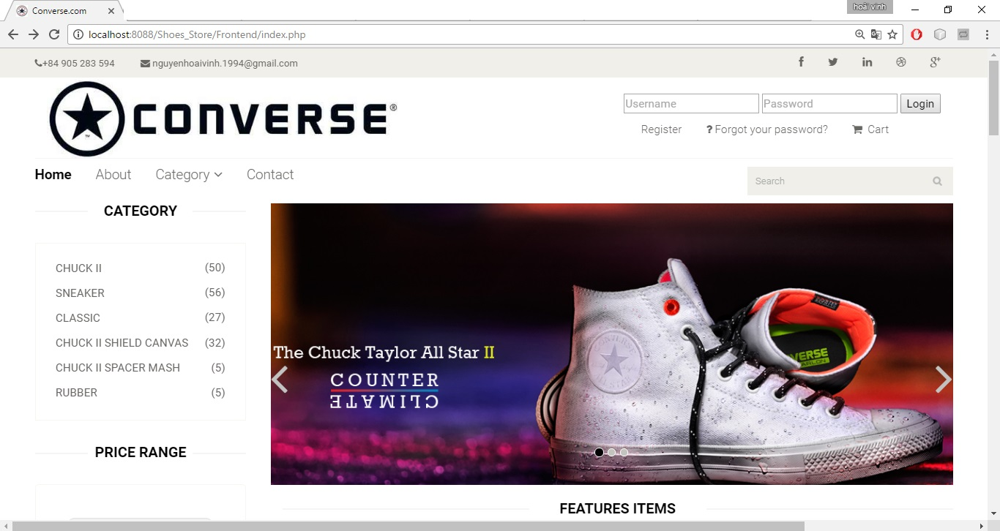 Converse.com
hoài vinh
localhost:8088/Shoes_Store/Frontend/index.php
+84 905 283 594 nguyenhoaivinh.1994@gmail.com
CONVERSE®
Username Password Login
Register ? Forgot your password? Cart
Home About Category Contact
Search
CATEGORY
CHUCK II (50)
SNEAKER (56)
CLASSIC (27)
CHUCK II SHIELD CANVAS (32)
CHUCK II SPACER MASH (5)
RUBBER (5)
PRICE RANGE
The Chuck Taylor All Star II
COUNTER
CLIMATE
FEATURES ITEMS